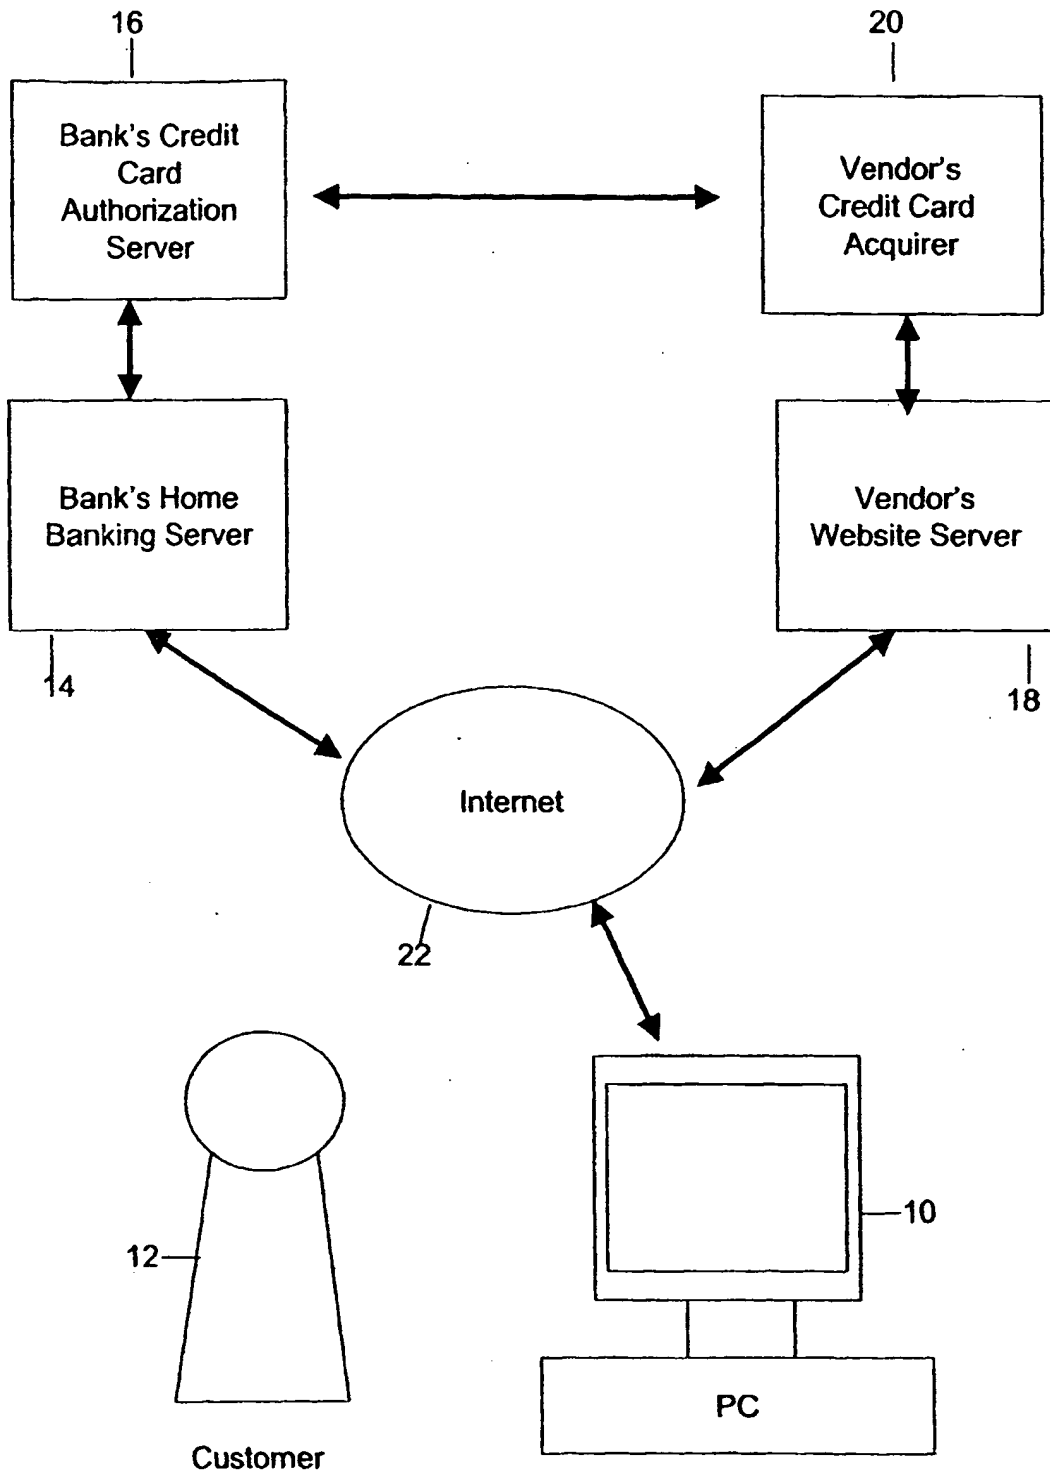 16
20
Bank's Credit
Card
Authorization
Server
Vendor's
Credit Card
Acquirer
Bank's Home
Banking Server
Vendor's
Website Server
14
18
Internet
22
10
12
PC
Customer